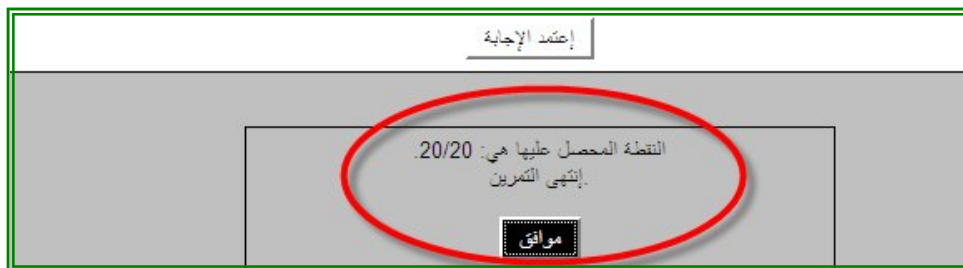 إعتمد الإجابة
النقطة المحصل عليها هي: 20/20.
إنتهى التمرين.
موافق